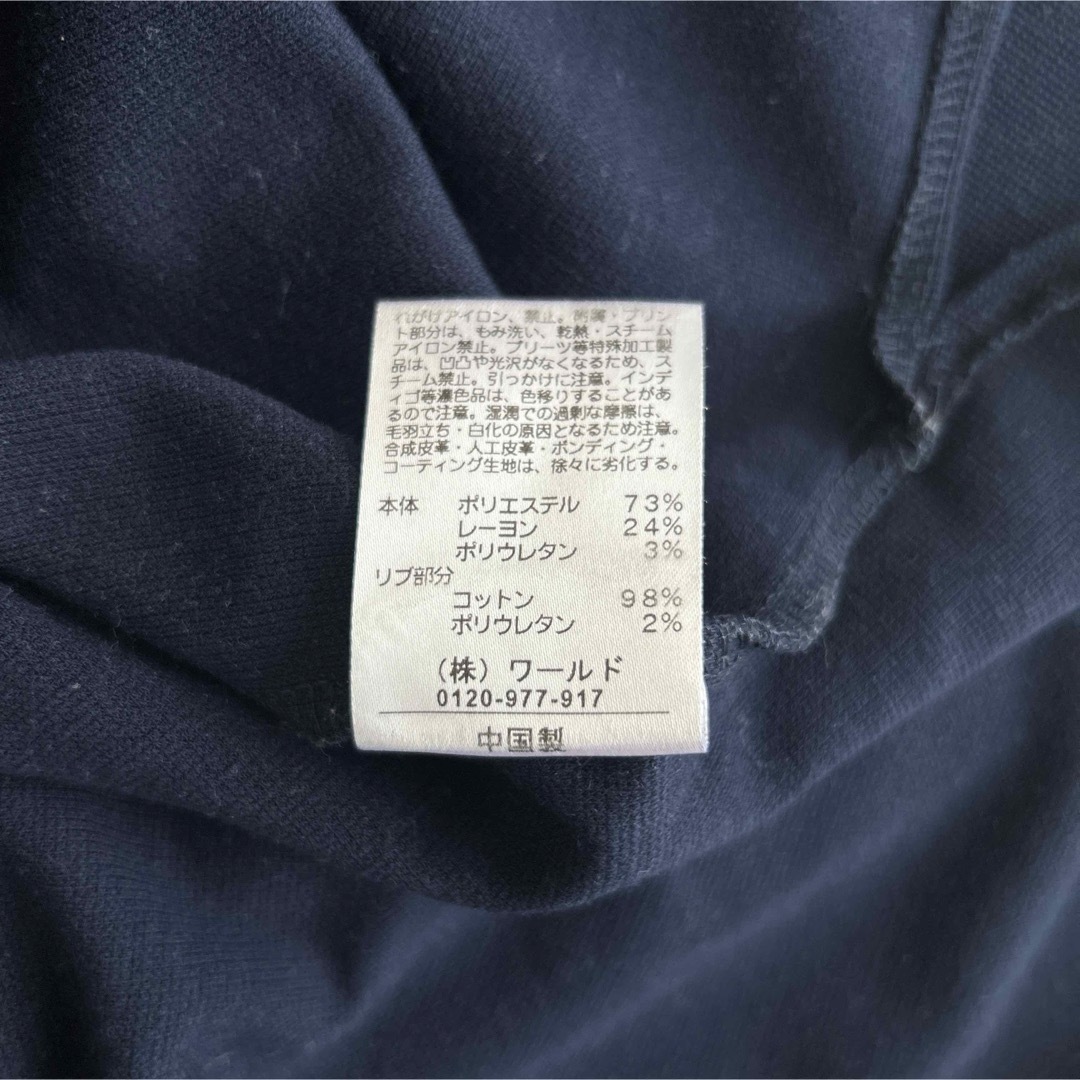 れがけアイロン、禁止。 プリン
ト部分は、もみ洗い、乾熱・スチーム
アイロン禁止。プリーツ等特殊加工製
品は、凹凸や光沢がなくなるため、ス
チーム禁止。引っかけに注意。インデ
ィゴ等濃色品は、色移りすることがあ
るので注意。湿潤での過剰な摩擦は、
毛羽立ち・白化の原因となるため注意。
合成皮革・人工皮革・ボンディング・
コーティング生地は、徐々に劣化する。
本体 ポリエステル 73%
レーヨン 24%
ポリウレタン 3%
リブ部分
コットン 98%
ポリウレタン 2%
(株)ワールド
0120-977-917
中国製